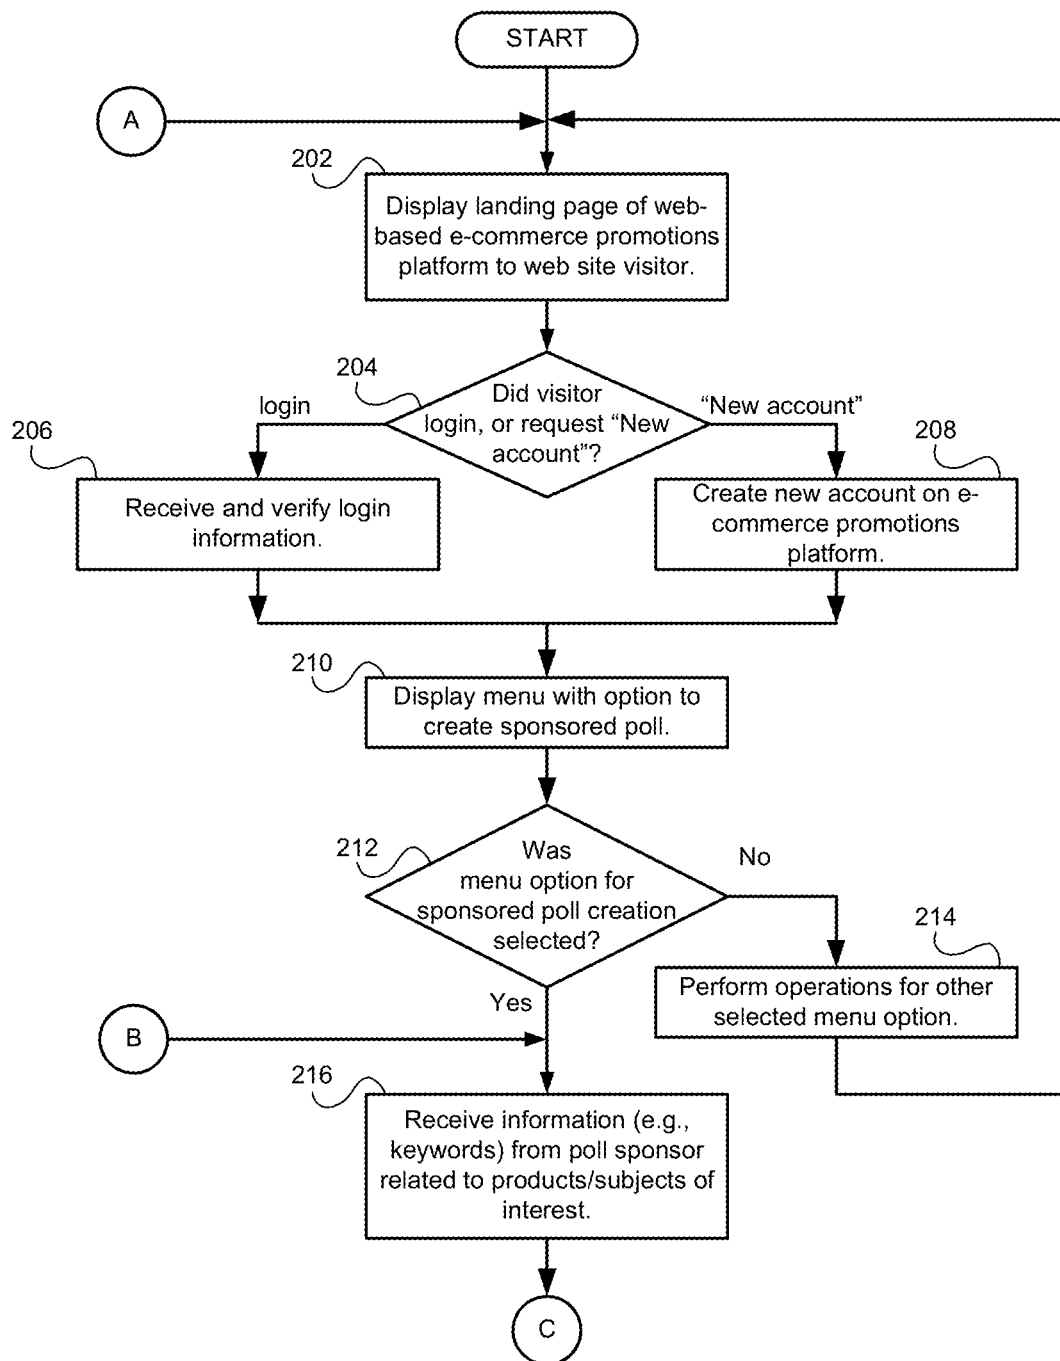 START
A
202
Display landing page of web-
based e-commerce promotions
platform to web site visitor.
204
Did visitor
login, or request “New
account”?
login
“New account”
206
Receive and verify login
information.
208
Create new account on e-
commerce promotions
platform.
210
Display menu with option to
create sponsored poll.
212
Was
menu option for
sponsored poll creation
selected?
No
214
Perform operations for other
selected menu option.
Yes
B
216
Receive information (e.g.,
keywords) from poll sponsor
related to products/subjects of
interest.
C